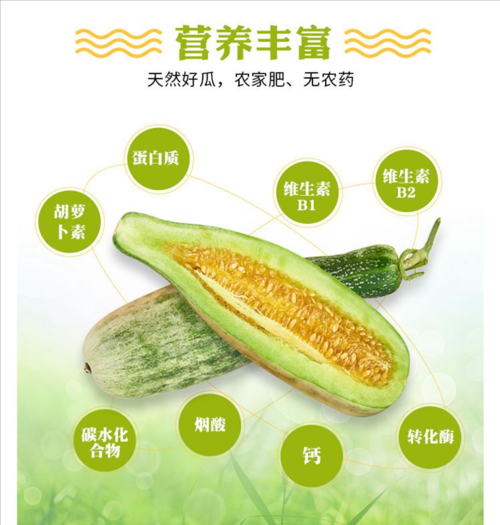 营养丰富
天然好瓜，农家肥、无农药
蛋白质
维生素
B1
维生素
B2
胡萝
卜素
碳水化
合物
烟酸
钙
转化酶